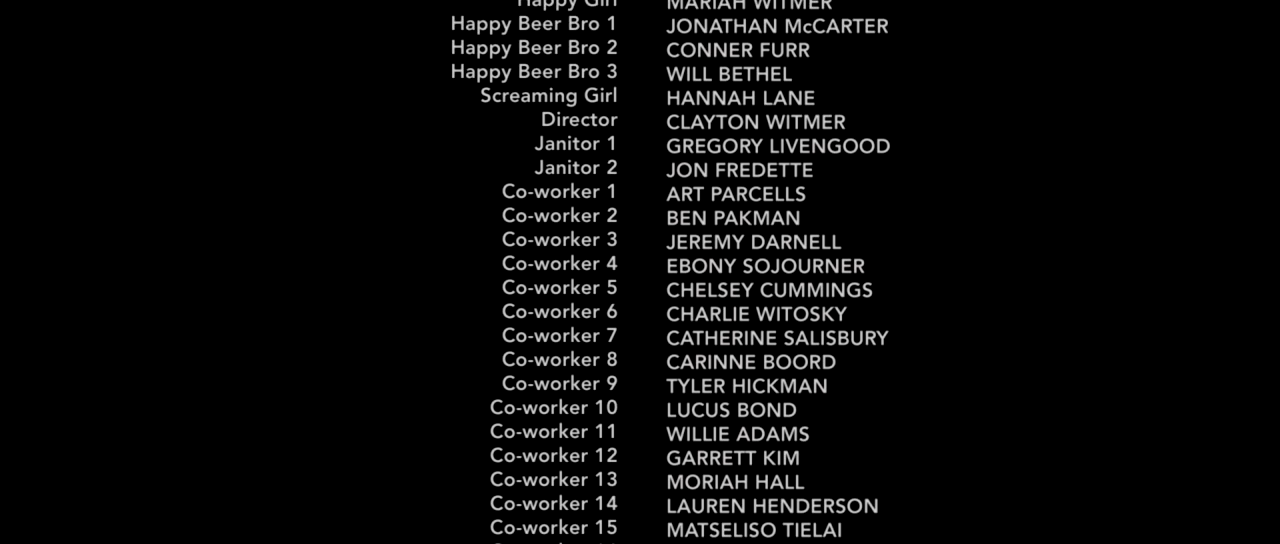 Happy Girl MARIAH WITMER
Happy Beer Bro 1 JONATHAN McCARTER
Happy Beer Bro 2 CONNER FURR
Happy Beer Bro 3 WILL BETHEL
Screaming Girl HANNAH LANE
Director CLAYTON WITMER
Janitor 1 GREGORY LIVENGOOD
Janitor 2 JON FREDETTE
Co-worker 1 ART PARCELLS
Co-worker 2 BEN PAKMAN
Co-worker 3 JEREMY DARNELL
Co-worker 4 EBONY SOJOURNER
Co-worker 5 CHELSEY CUMMINGS
Co-worker 6 CHARLIE WITOSKY
Co-worker 7 CATHERINE SALISBURY
Co-worker 8 CARINNE BOORD
Co-worker 9 TYLER HICKMAN
Co-worker 10 LUCUS BOND
Co-worker 11 WILLIE ADAMS
Co-worker 12 GARRETT KIM
Co-worker 13 MORIAH HALL
Co-worker 14 LAUREN HENDERSON
Co-worker 15 MATSELISO TIELAI